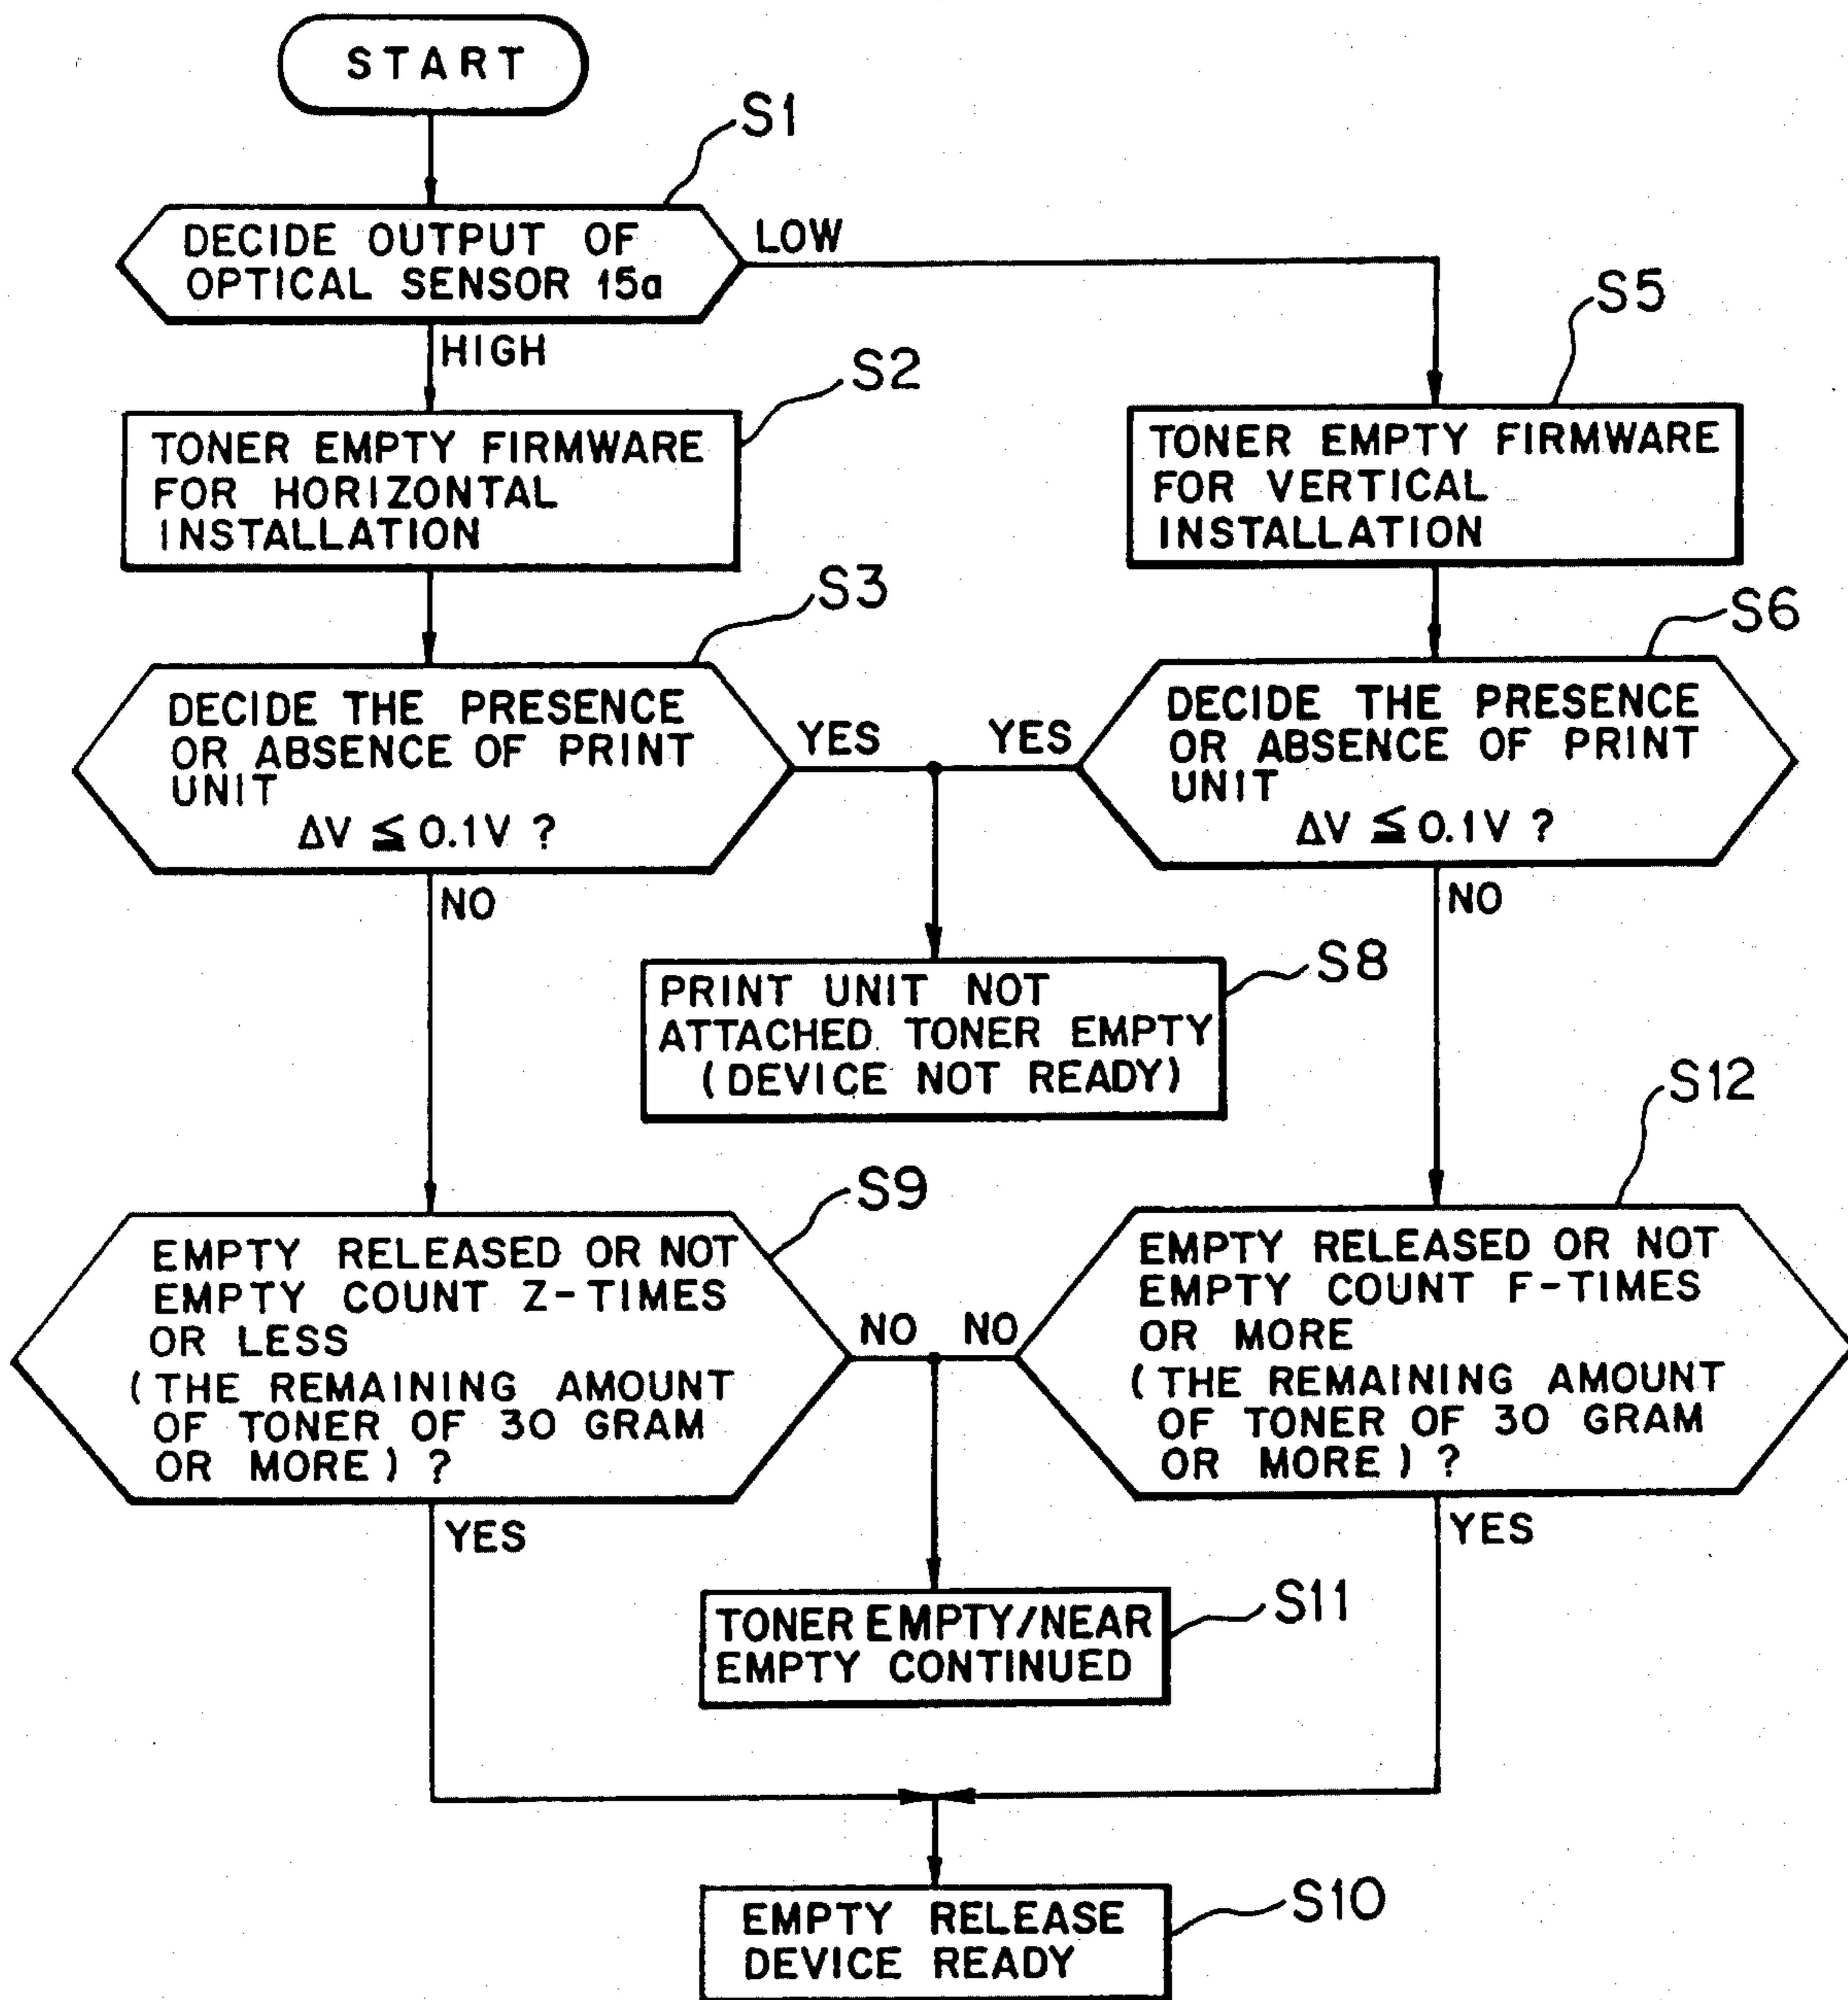 START
S1
DECIDE OUTPUT OF
OPTICAL SENSOR 15a
LOW
HIGH
S2
TONER EMPTY FIRMWARE
FOR HORIZONTAL
INSTALLATION
S5
TONER EMPTY FIRMWARE
FOR VERTICAL
INSTALLATION
S3
DECIDE THE PRESENCE
OR ABSENCE OF PRINT
UNIT
ΔV ≦ 0.1V ?
YES
NO
S6
DECIDE THE PRESENCE
OR ABSENCE OF PRINT
UNIT
ΔV ≦ 0.1V ?
YES
NO
S8
PRINT UNIT NOT
ATTACHED TONER EMPTY
(DEVICE NOT READY)
S9
EMPTY RELEASED OR NOT
EMPTY COUNT Z-TIMES
OR LESS
(THE REMAINING AMOUNT
OF TONER OF 30 GRAM
OR MORE) ?
NO
YES
S12
EMPTY RELEASED OR NOT
EMPTY COUNT F-TIMES
OR MORE
(THE REMAINING AMOUNT
OF TONER OF 30 GRAM
OR MORE) ?
NO
YES
S11
TONER EMPTY/NEAR
EMPTY CONTINUED
S10
EMPTY RELEASE
DEVICE READY